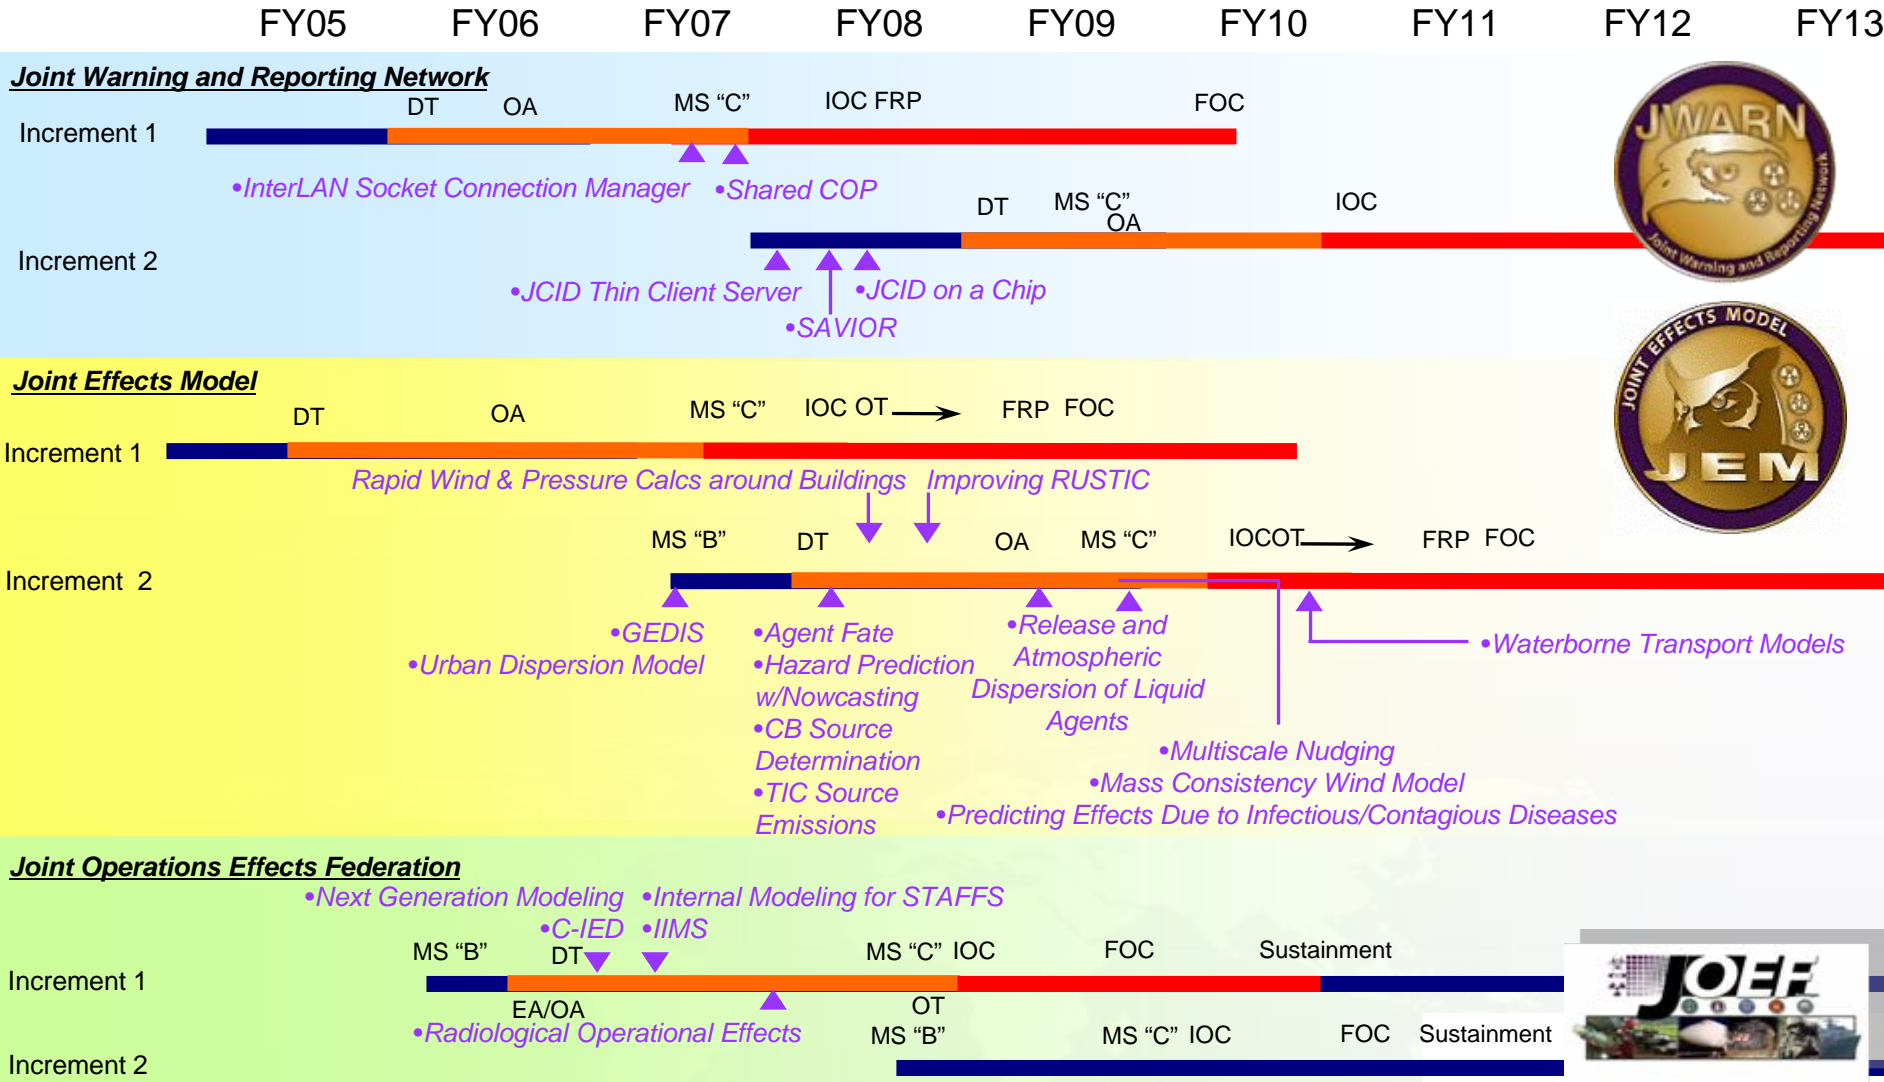 FY05 FY06 FY07 FY08 FY09 FY10 FY11 FY12 FY13
Joint Warning and Reporting Network
DT OA MS “C” IOC FRP FOC
Increment 1
•InterLAN Socket Connection Manager •Shared COP
DT MS “C” OA IOC
Increment 2
•JCID Thin Client Server •JCID on a Chip
•SAVIOR
JWARN
Joint Warning and Reporting Network
Joint Effects Model
DT OA MS “C” IOC OT FRP FOC
Increment 1
Rapid Wind & Pressure Calcs around Buildings Improving RUSTIC
MS “B” DT OA MS “C” IOCOT FRP FOC
Increment 2
•GEDIS
•Urban Dispersion Model
•Agent Fate
•Hazard Prediction
w/Nowcasting
•CB Source
Determination
•TIC Source
Emissions
•Release and
Atmospheric
Dispersion of Liquid
Agents
•Waterborne Transport Models
•Multiscale Nudging
•Mass Consistency Wind Model
•Predicting Effects Due to Infectious/Contagious Diseases
JOINT EFFECTS MODEL
JEM
Joint Operations Effects Federation
•Next Generation Modeling •Internal Modeling for STAFFS
•C-IED •IIMS
MS “B” DT MS “C” IOC FOC Sustainment
Increment 1
EA/OA OT
•Radiological Operational Effects
MS “B” MS “C” IOC FOC Sustainment
Increment 2
JOEF